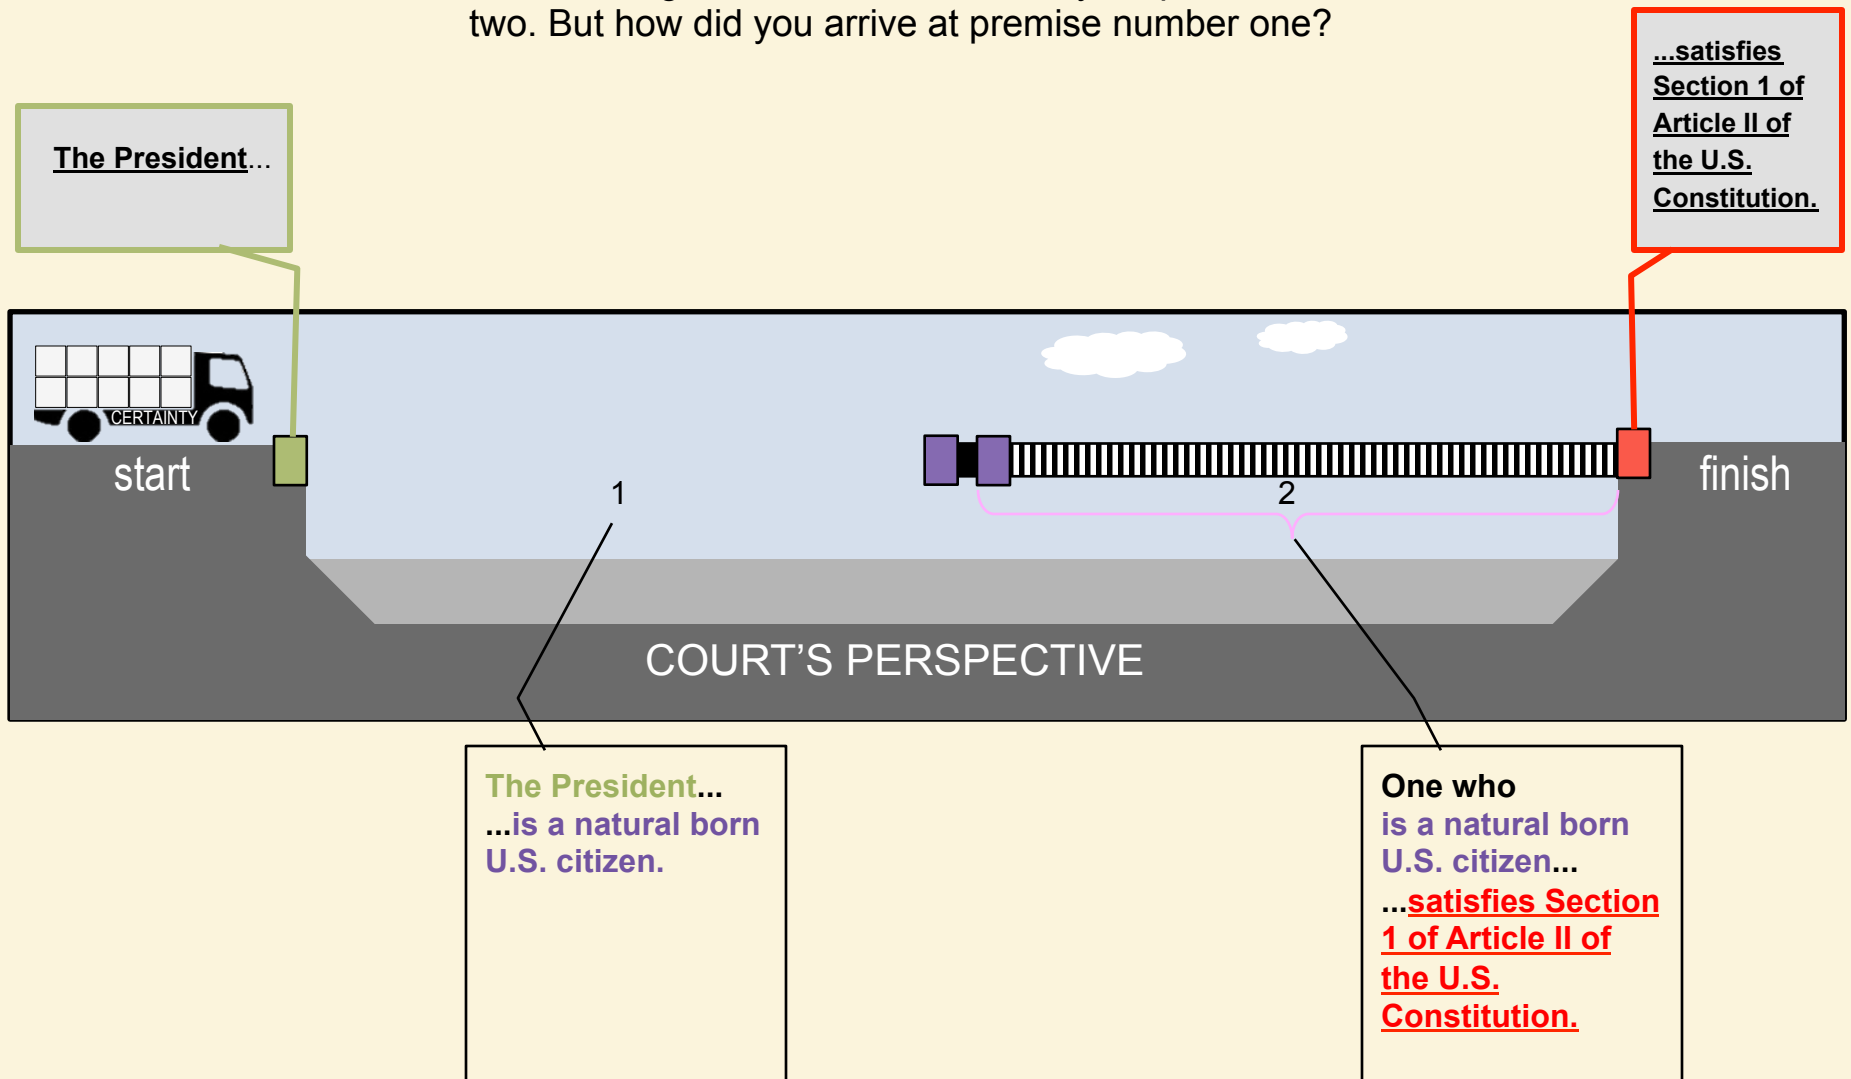 two. But how did you arrive at premise number one?
...satisfies
Section 1 of
Article II of
the U.S.
Constitution.
The President...
CERTAINTY
start
1
2
finish
COURT'S PERSPECTIVE
The President...
...is a natural born
U.S. citizen.
One who
is a natural born
U.S. citizen...
...satisfies Section
1 of Article II of
the U.S.
Constitution.